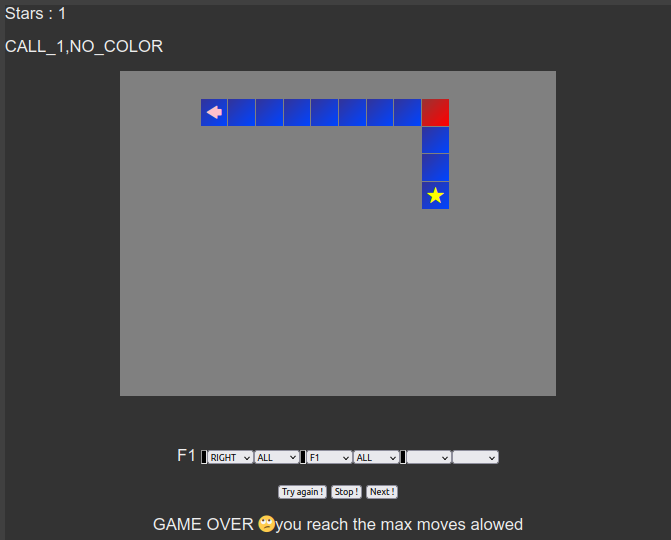 Stars : 1
CALL_1,NO_COLOR
F1 RIGHT ALL F1 ALL
Try again ! Stop ! Next !
GAME OVER 🙄you reach the max moves alowed